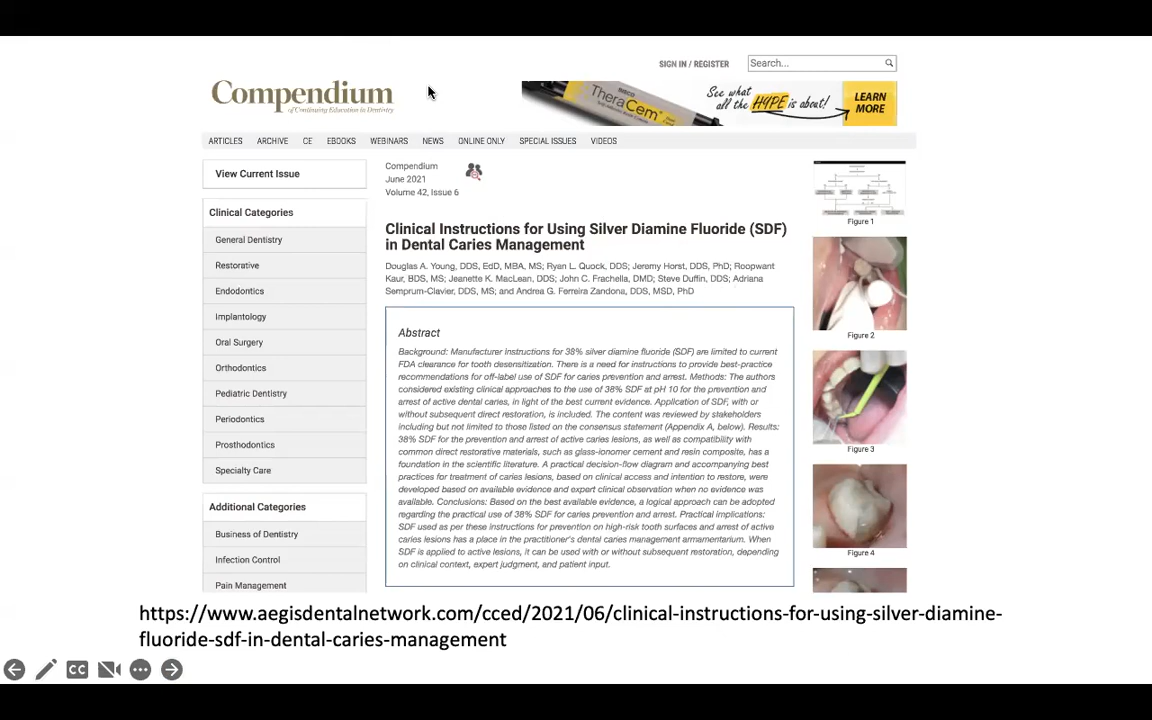 SIGN IN / REGISTER
Search...
Compendium
of Continuing Education in Dentistry
BISCO
TheraCem
See what
all the HYPE is about!
LEARN
MORE
ARTICLES ARCHIVE CE EBOOKS WEBINARS NEWS ONLINE ONLY SPECIAL ISSUES VIDEOS
View Current Issue
Clinical Categories
General Dentistry
Restorative
Endodontics
Implantology
Oral Surgery
Orthodontics
Pediatric Dentistry
Periodontics
Prosthodontics
Specialty Care
Additional Categories
Business of Dentistry
Infection Control
Pain Management
Compendium
June 2021
Volume 42, Issue 6
Clinical Instructions for Using Silver Diamine Fluoride (SDF)
in Dental Caries Management
Douglas A. Young, DDS, EdD, MBA, MS; Ryan L. Quock, DDS; Jeremy Horst, DDS, PhD; Roopwant
Kaur, BDS, MS; Jeanette K. MacLean, DDS; John C. Frachella, DMD; Steve Duffin, DDS; Adriana
Semprum-Clavier, DDS, MS; and Andrea G. Ferreira Zandona, DDS, MSD, PhD
Abstract
Background: Manufacturer instructions for 38% silver diamine fluoride (SDF) are limited to current
FDA clearance for tooth desensitization. There is a need for instructions to provide best-practice
recommendations for off-label use of SDF for caries prevention and arrest. Methods: The authors
considered existing clinical approaches to the use of 38% SDF at pH 10 for the prevention and
arrest of active dental caries, in light of the best current evidence. Application of SDF, with or
without subsequent direct restoration, is included. The content was reviewed by stakeholders
including but not limited to those listed on the consensus statement (Appendix A, below). Results:
38% SDF for the prevention and arrest of active caries lesions, as well as compatibility with
common direct restorative materials, such as glass-ionomer cement and resin composite, has a
foundation in the scientific literature. A practical decision-flow diagram and accompanying best
practices for treatment of caries lesions, based on clinical access and intention to restore, were
developed based on available evidence and expert clinical observation when no evidence was
available. Conclusions: Based on the best available evidence, a logical approach can be adopted
regarding the practical use of 38% SDF for caries prevention and arrest. Practical implications:
SDF used as per these instructions for prevention on high-risk tooth surfaces and arrest of active
caries lesions has a place in the practitioner's dental caries management armamentarium. When
SDF is applied to active lesions, it can be used with or without subsequent restoration, depending
on clinical context, expert judgment, and patient input.
Figure 1
Figure 2
Figure 3
Figure 4
https://www.aegisdentalnetwork.com/cced/2021/06/clinical-instructions-for-using-silver-diamine-
fluoride-sdf-in-dental-caries-management
CC